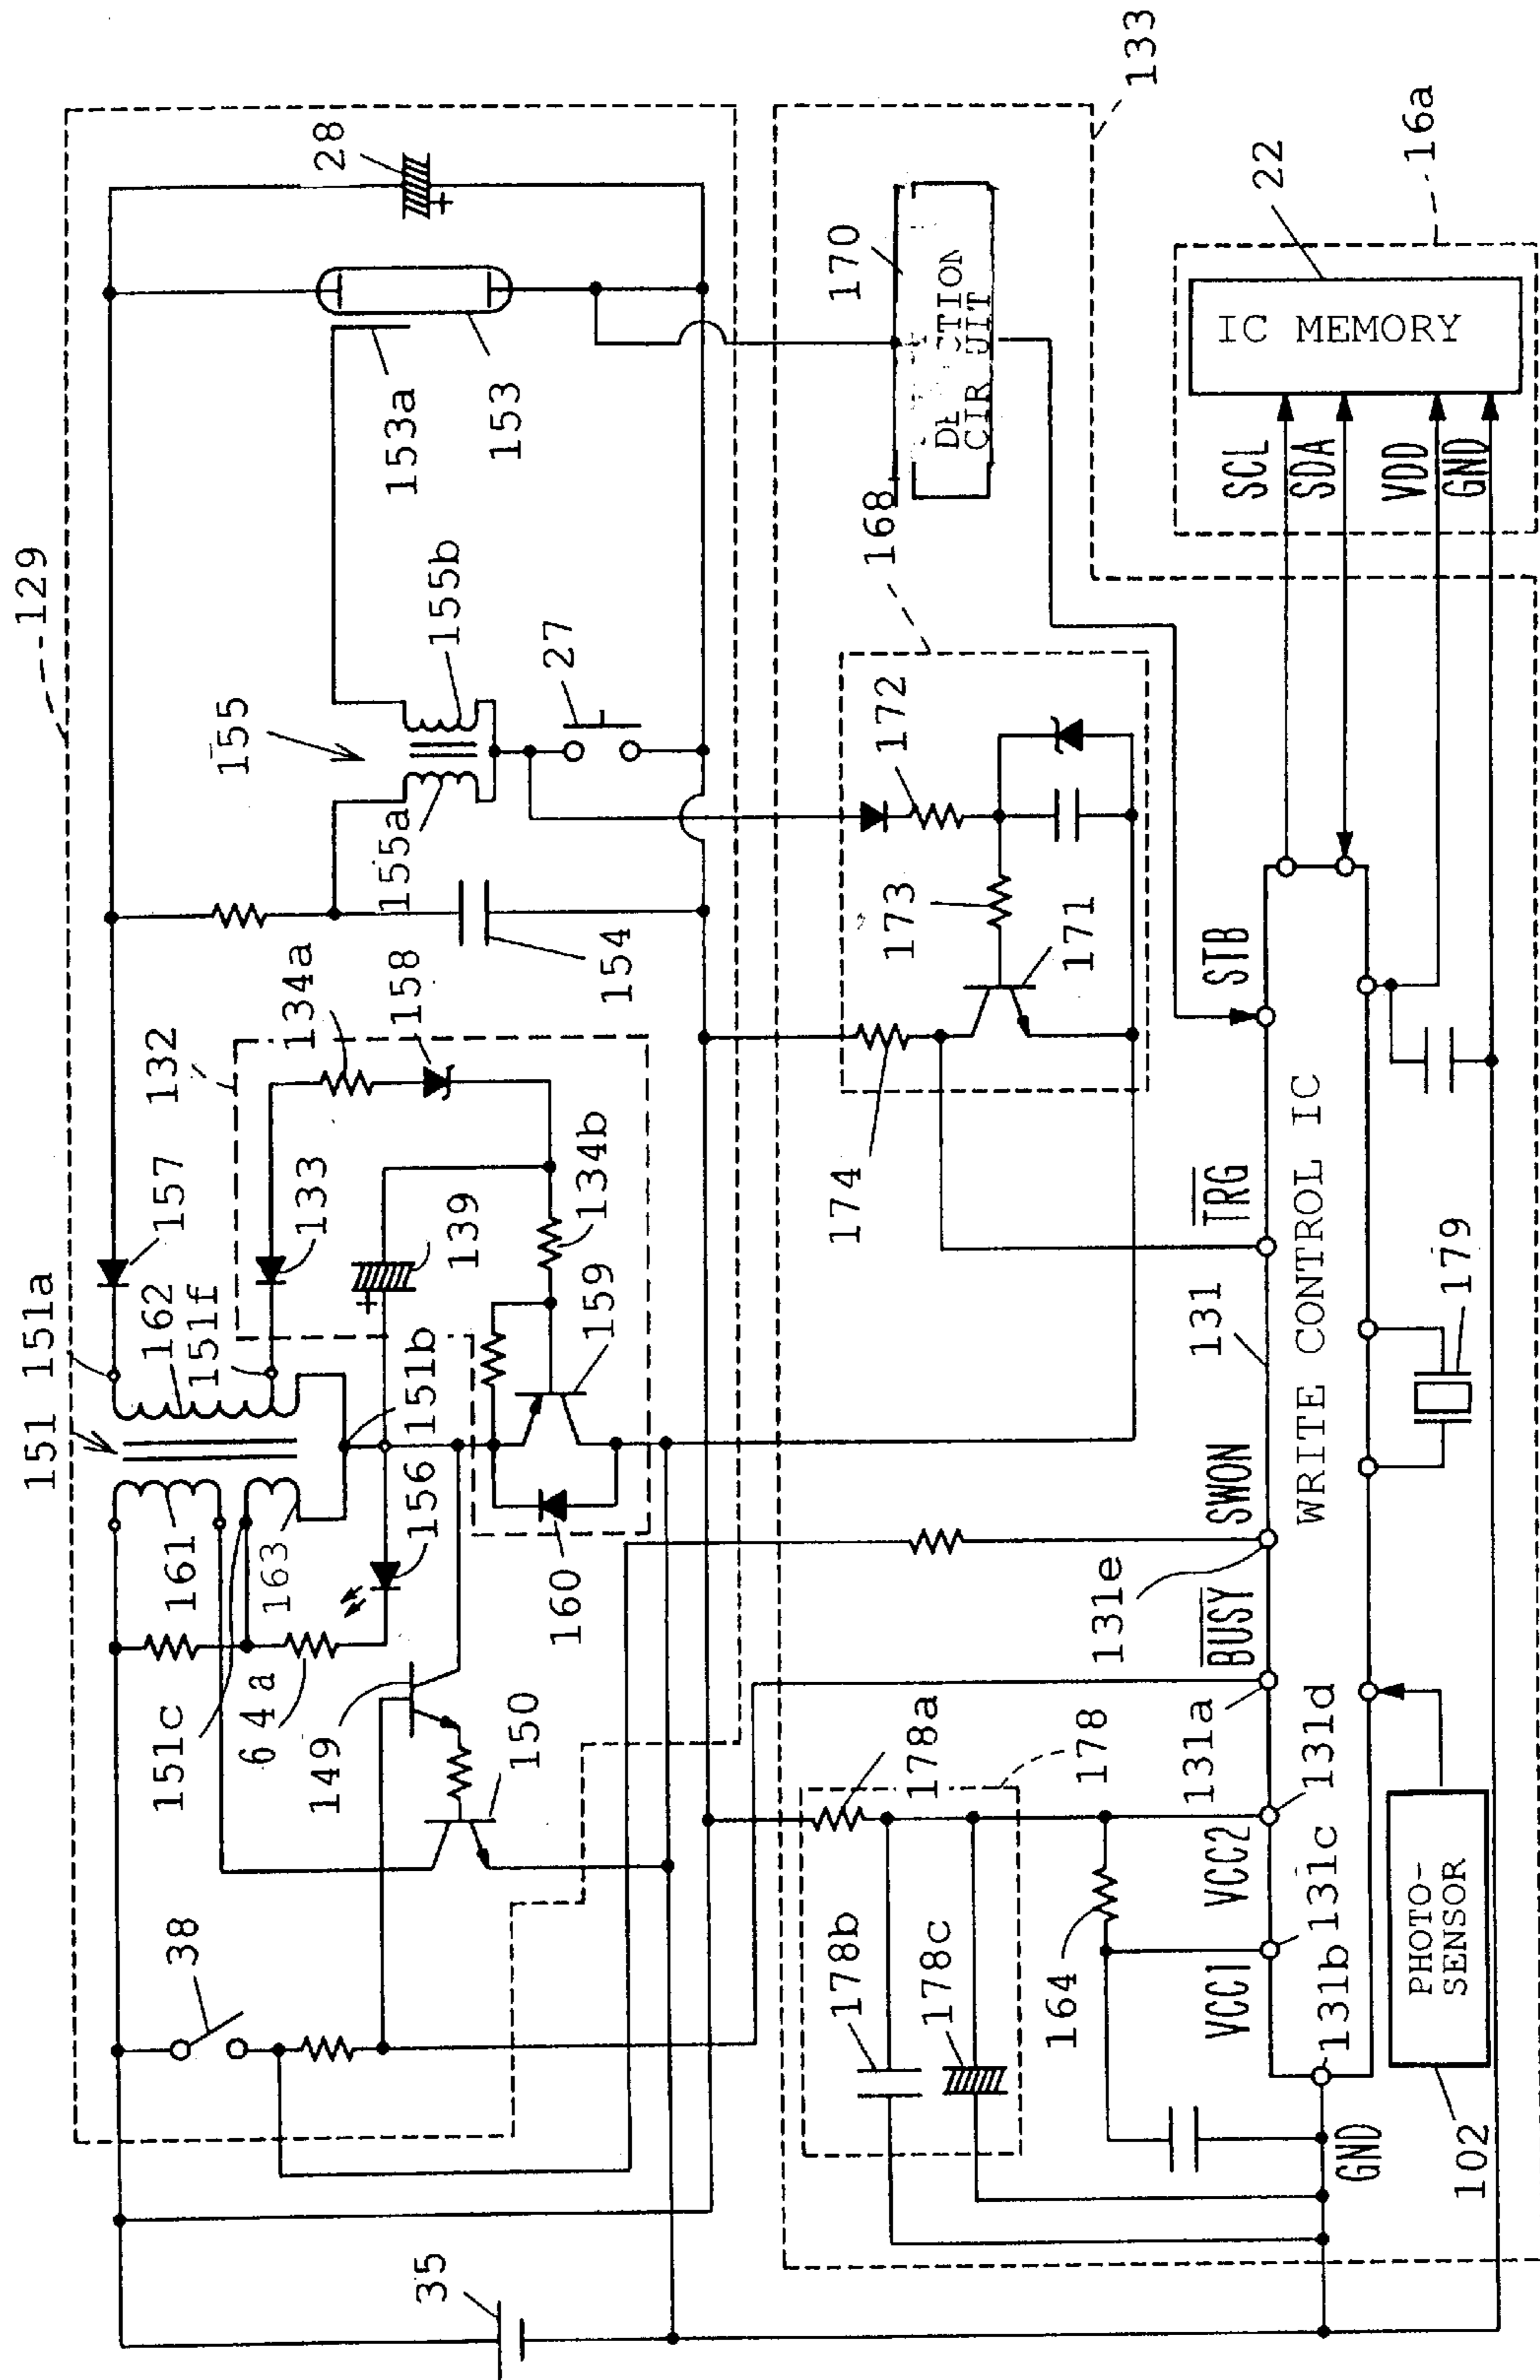 129
151
151a
157
132
134a
155
28
162
151f
133
158
155a
155b
153a
153
27
154
139
134b
159
151b
156
160
161
163
151c
64a
149
150
38
35
168
170
133
172
173
171
174
22
16a
IC MEMORY
SCL
SDA
VDD
GND
STB
TRG
SWON
BUSY
131
131e
131a
178a
178
178b
178c
164
VCC2
VCC1
131d
131c
131b
GND
WRITE CONTROL IC
179
PHOTO-
SENSOR
102
CIR UIT